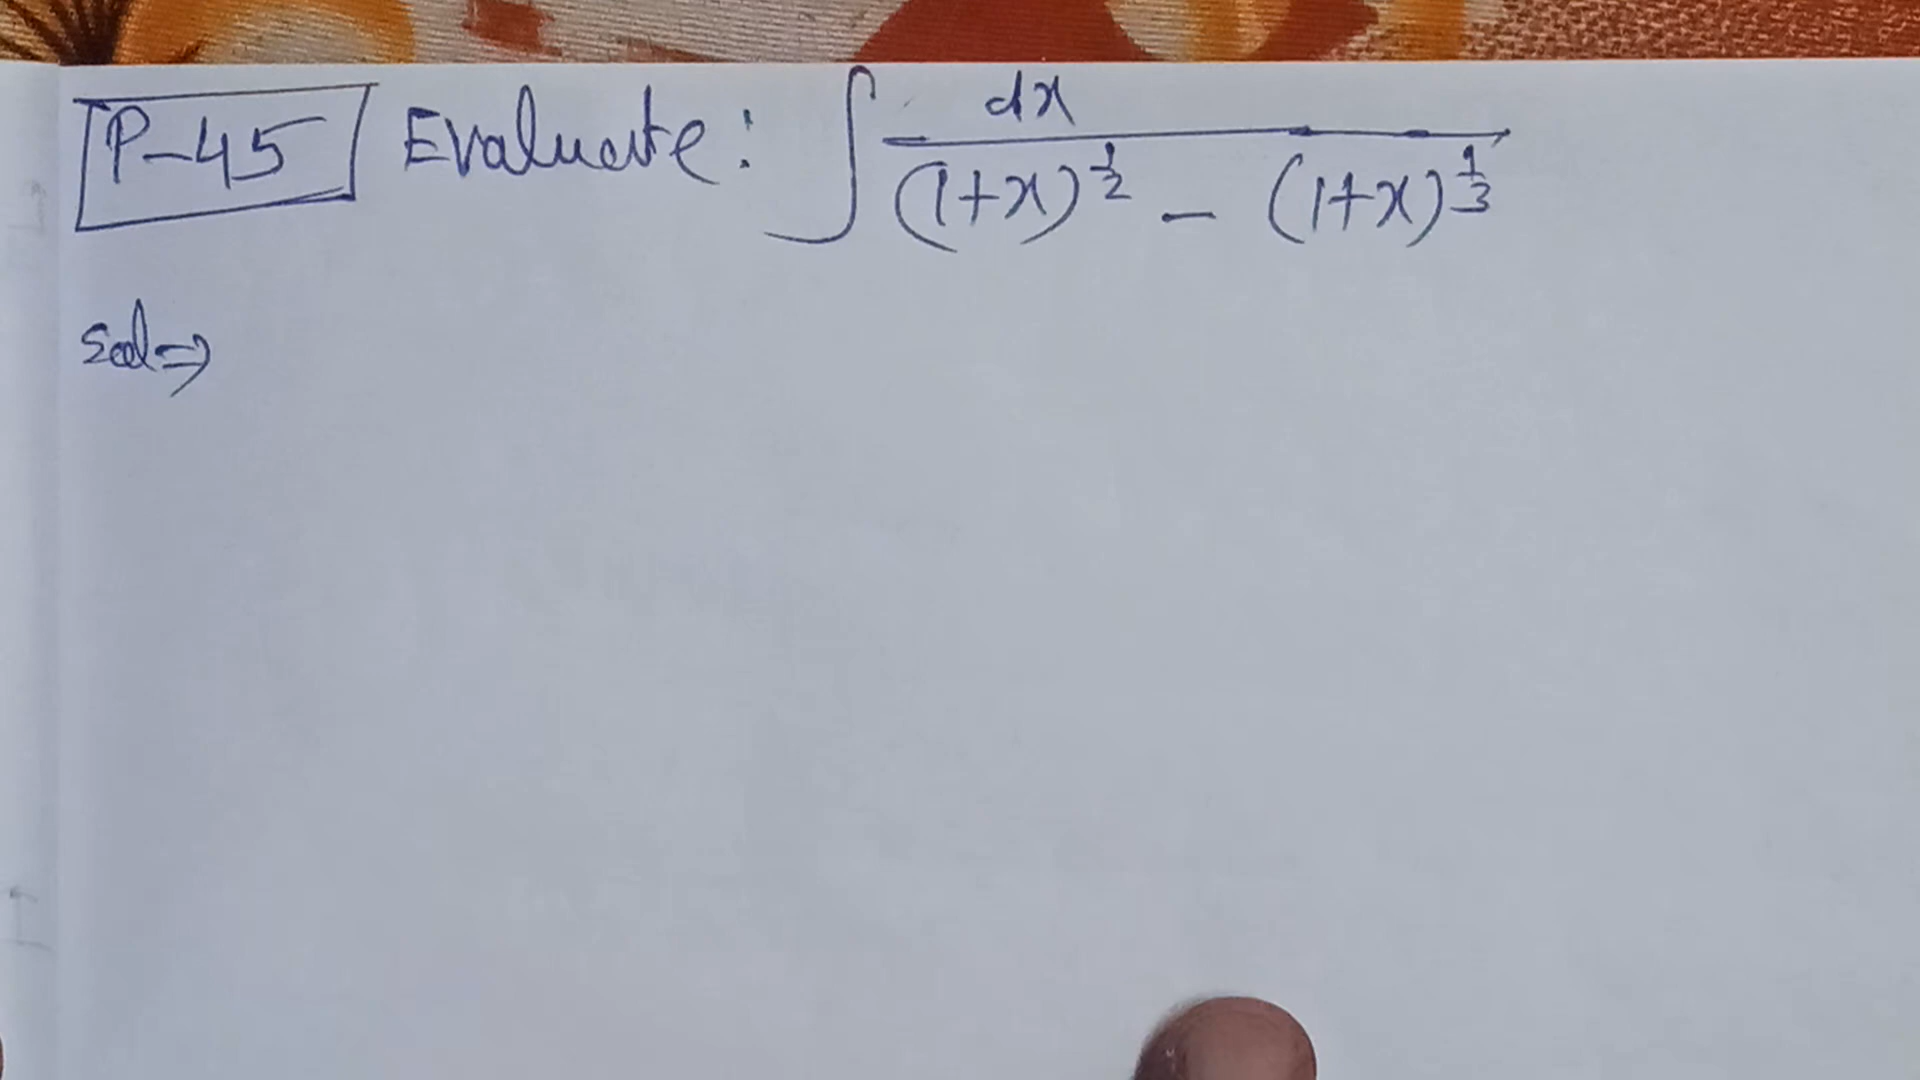 P-45 Evaluate: ∫ dx / (1+x)^{1/2} - (1+x)^{1/3}
Sol⇒